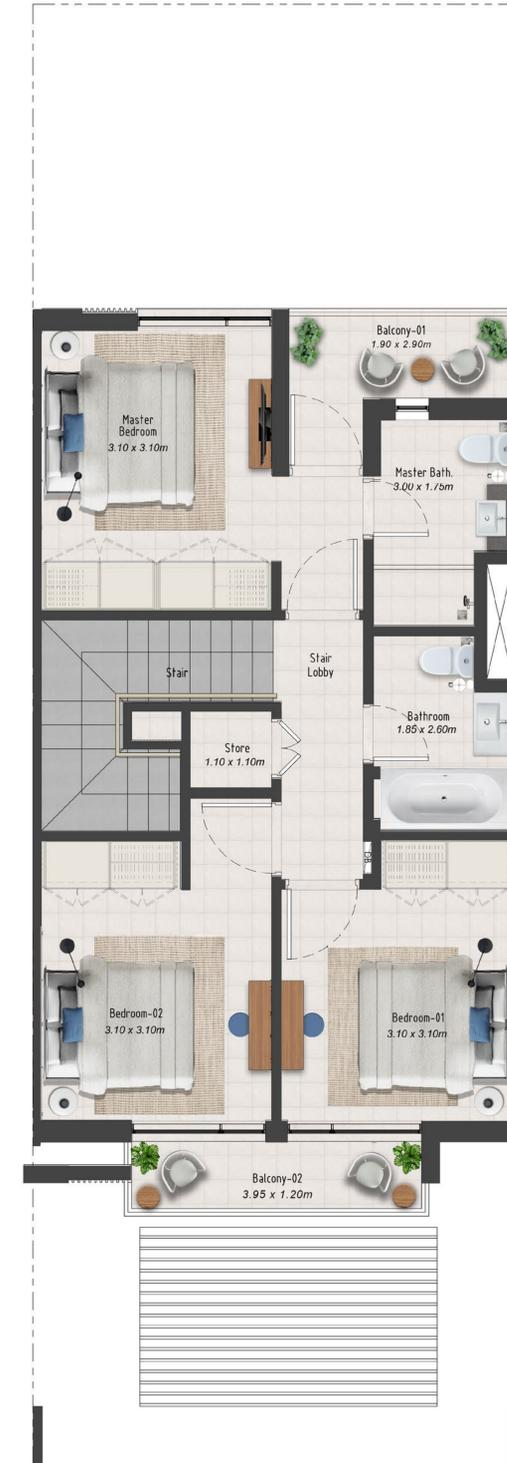 Balcony-01
1.90 x 2.90m
Master
Bedroom
3.10 x 3.10m
Master Bath.
3.00 x 1.75m
Stair
Stair
Lobby
Bathroom
1.85 x 2.60m
Store
1.10 x 1.10m
DB
Bedroom-02
3.10 x 3.10m
Bedroom-01
3.10 x 3.10m
Balcony-02
3.95 x 1.20m